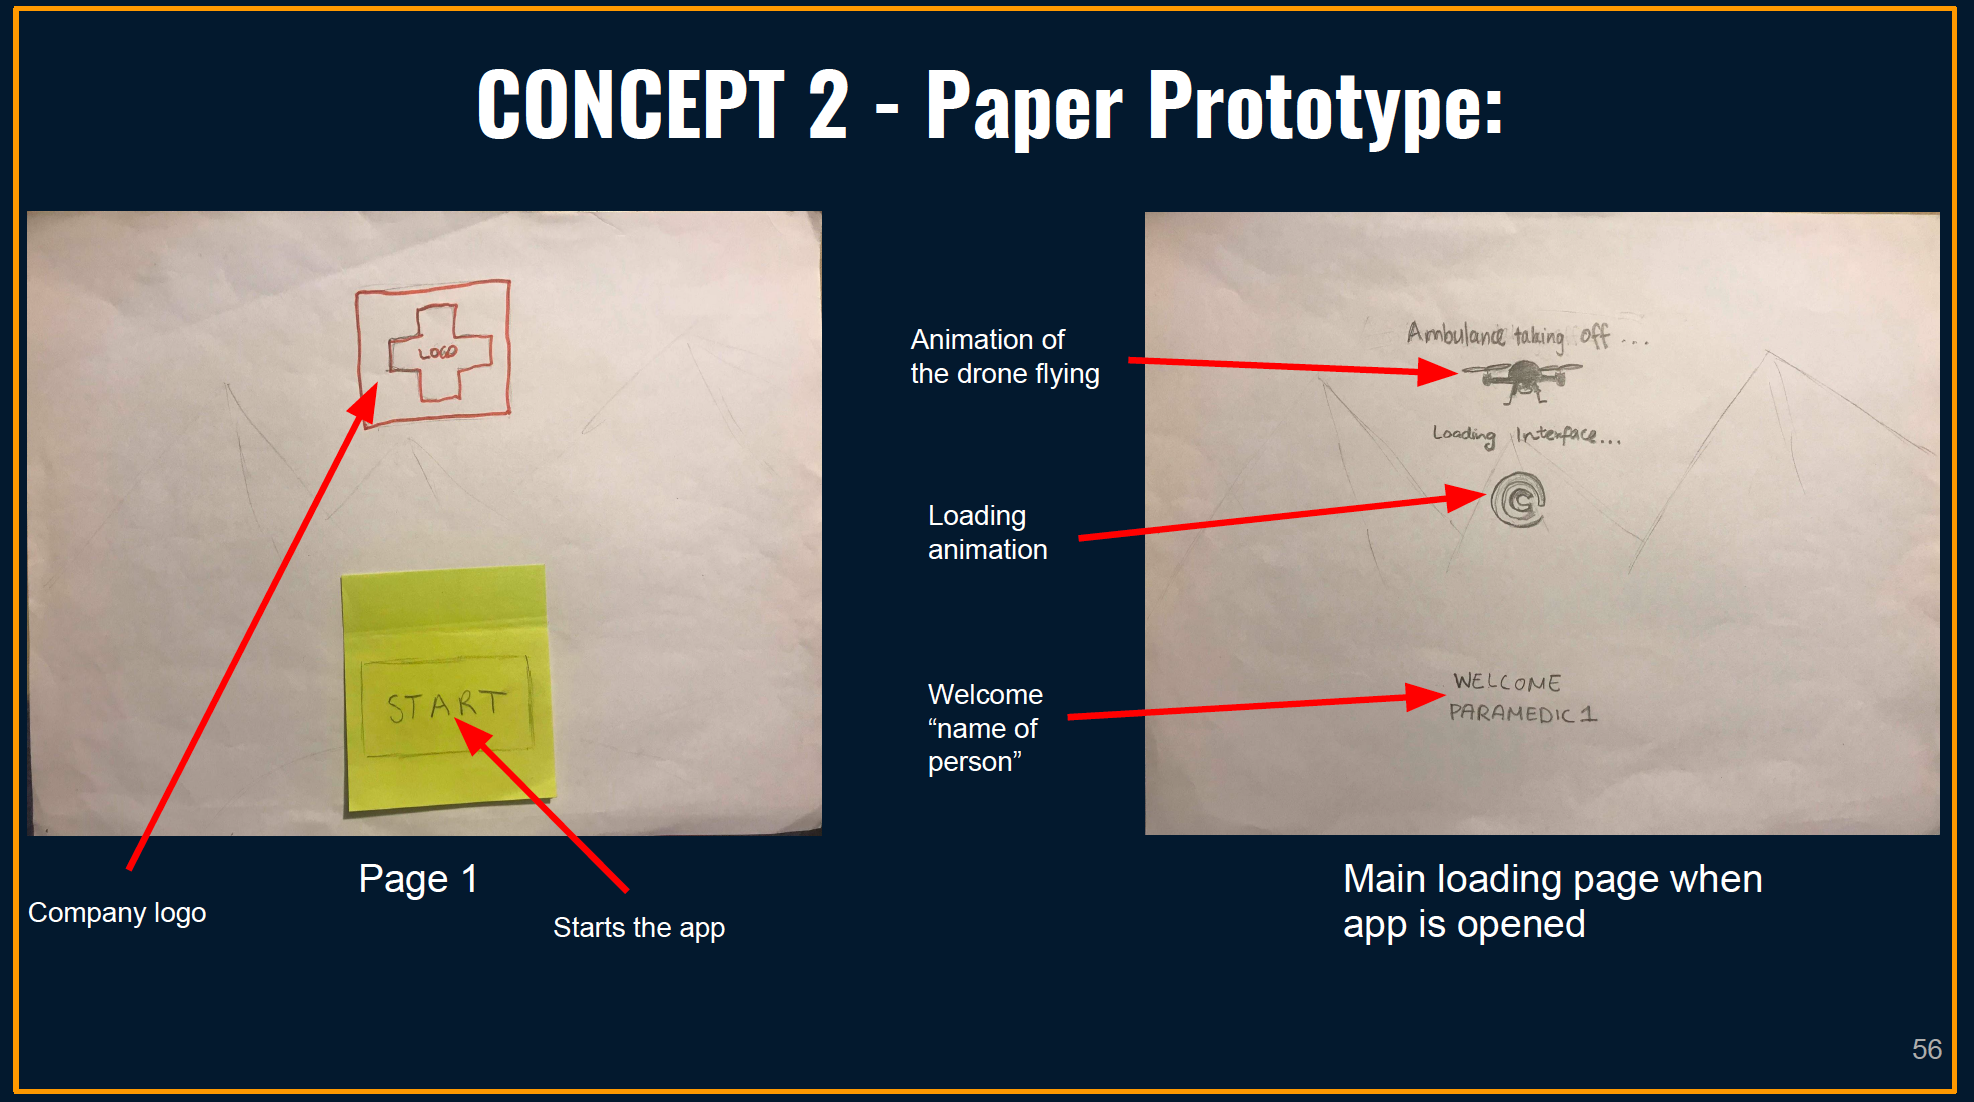 CONCEPT 2 - Paper Prototype:
LOGO
START
Company logo
Page 1
Starts the app
Animation of
the drone flying
Loading
animation
Welcome
“name of
person”
Ambulance taking off ...
Loading Interface...
C
WELCOME
PARAMEDIC 1
Main loading page when
app is opened
56